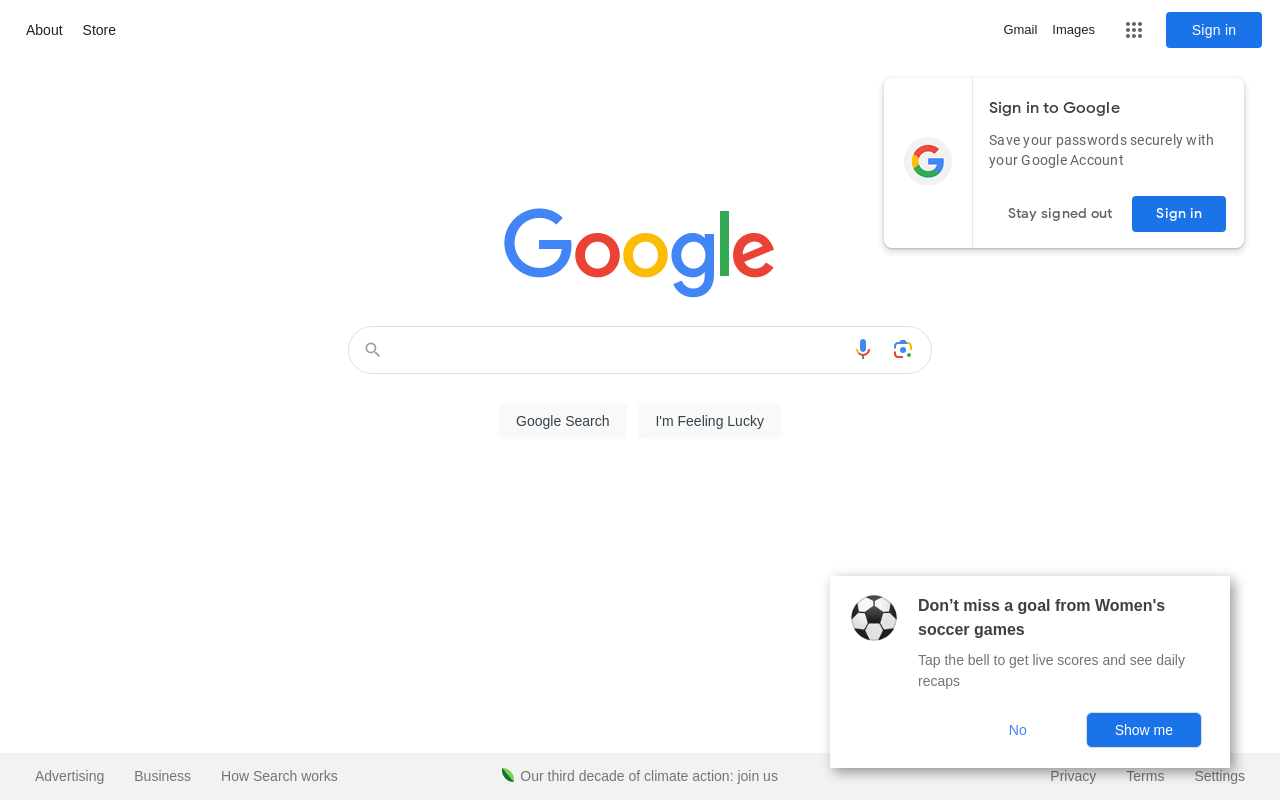 About Store
Gmail Images Sign in
Sign in to Google
Save your passwords securely with
your Google Account
Stay signed out Sign in
Google
Google Search I'm Feeling Lucky
Don’t miss a goal from Women's
soccer games
Tap the bell to get live scores and see daily
recaps
No Show me
Advertising Business How Search works
Our third decade of climate action: join us
Privacy Terms Settings